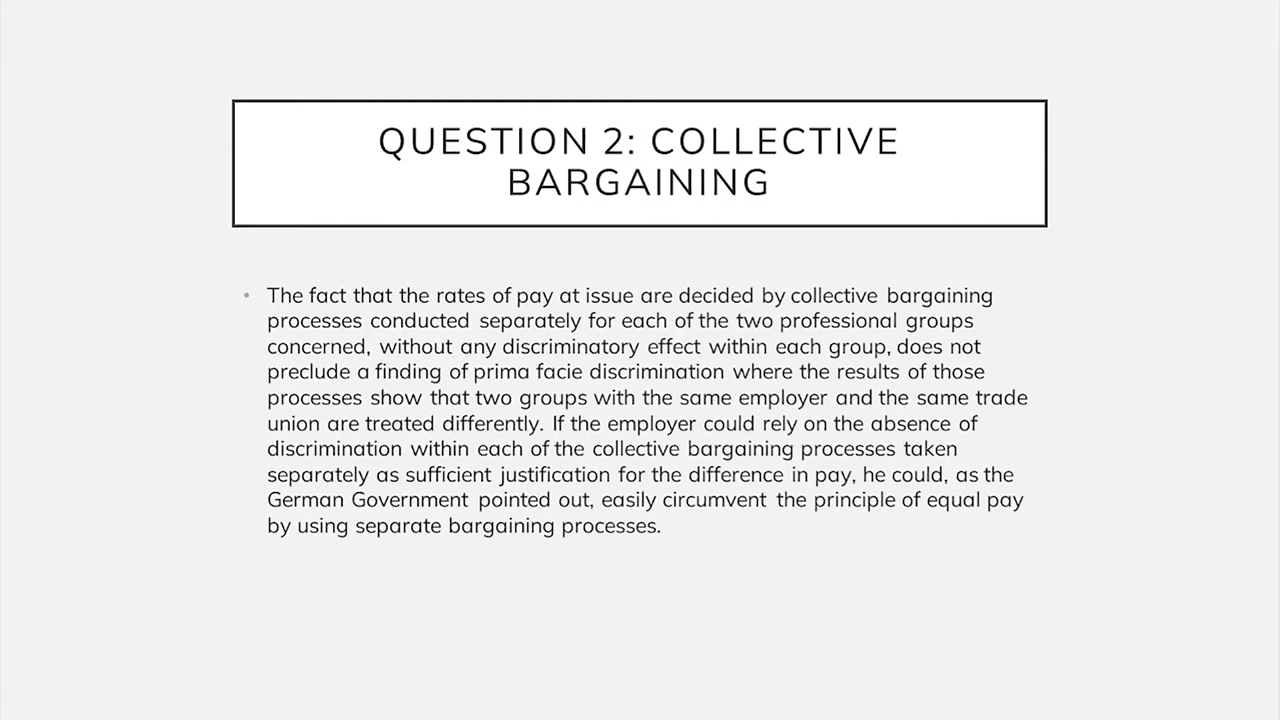 QUESTION 2: COLLECTIVE
BARGAINING
• The fact that the rates of pay at issue are decided by collective bargaining
processes conducted separately for each of the two professional groups
concerned, without any discriminatory effect within each group, does not
preclude a finding of prima facie discrimination where the results of those
processes show that two groups with the same employer and the same trade
union are treated differently. If the employer could rely on the absence of
discrimination within each of the collective bargaining processes taken
separately as sufficient justification for the difference in pay, he could, as the
German Government pointed out, easily circumvent the principle of equal pay
by using separate bargaining processes.